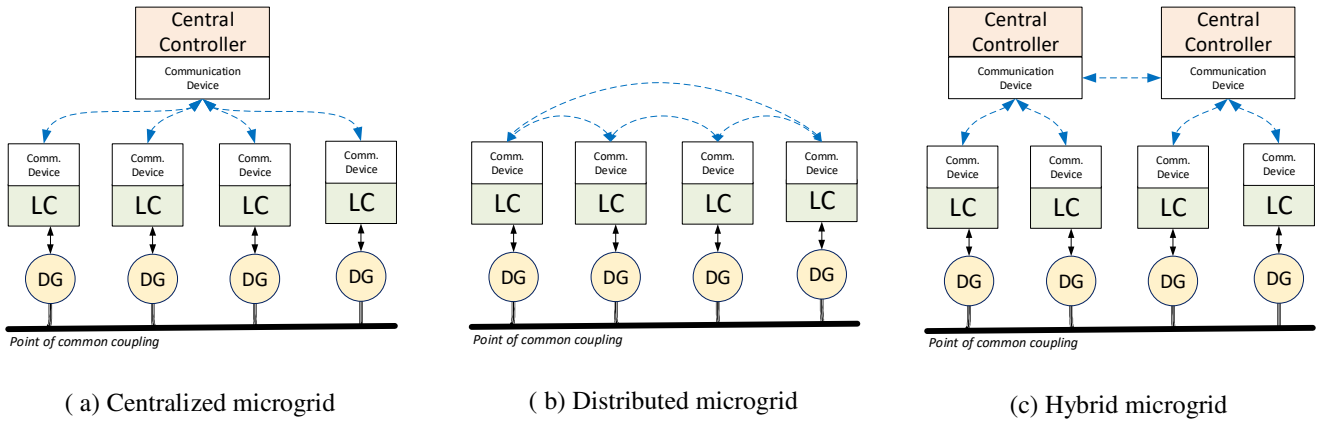 Central
Controller
Communication
Device
Comm.
Device
LC
DG
Comm.
Device
LC
DG
Comm.
Device
LC
DG
Comm.
Device
LC
DG
Point of common coupling
( a) Centralized microgrid
Comm.
Device
LC
DG
Comm.
Device
LC
DG
Comm.
Device
LC
DG
Comm.
Device
LC
DG
Point of common coupling
( b) Distributed microgrid
Central
Controller
Communication
Device
Central
Controller
Communication
Device
Comm.
Device
LC
DG
Comm.
Device
LC
DG
Comm.
Device
LC
DG
Comm.
Device
LC
DG
Point of common coupling
(c) Hybrid microgrid